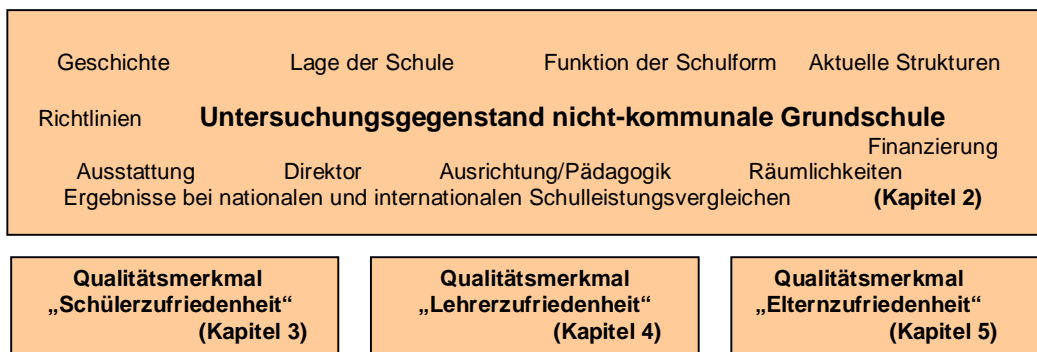 Geschichte Lage der Schule Funktion der Schulform Aktuelle Strukturen
Richtlinien Untersuchungsgegenstand nicht-kommunale Grundschule
Finanzierung
Ausstattung Direktor Ausrichtung/Pädagogik Räumlichkeiten
Ergebnisse bei nationalen und internationalen Schulleistungsvergleichen (Kapitel 2)
Qualitätsmerkmal
„Schülerzufriedenheit“
(Kapitel 3)
Qualitätsmerkmal
„Lehrerzufriedenheit“
(Kapitel 4)
Qualitätsmerkmal
„Elternzufriedenheit“
(Kapitel 5)